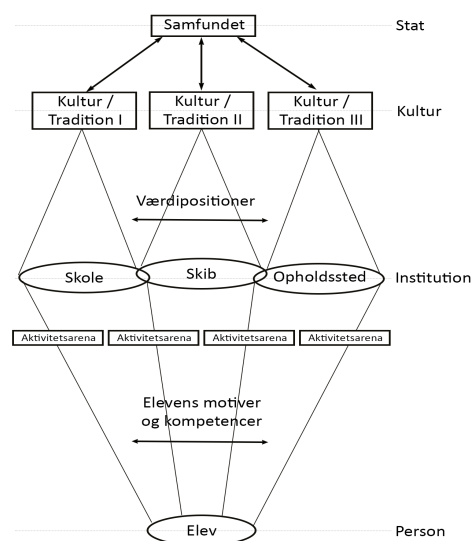 Samfundet
Stat
Kultur /
Tradition I
Kultur /
Tradition II
Kultur /
Tradition III
Kultur
Værdipositioner
Skole
Skib
Opholdssted
Institution
Aktivitetsarena
Aktivitetsarena
Aktivitetsarena
Aktivitetsarena
Elevens motiver
og kompetencer
Elev
Person